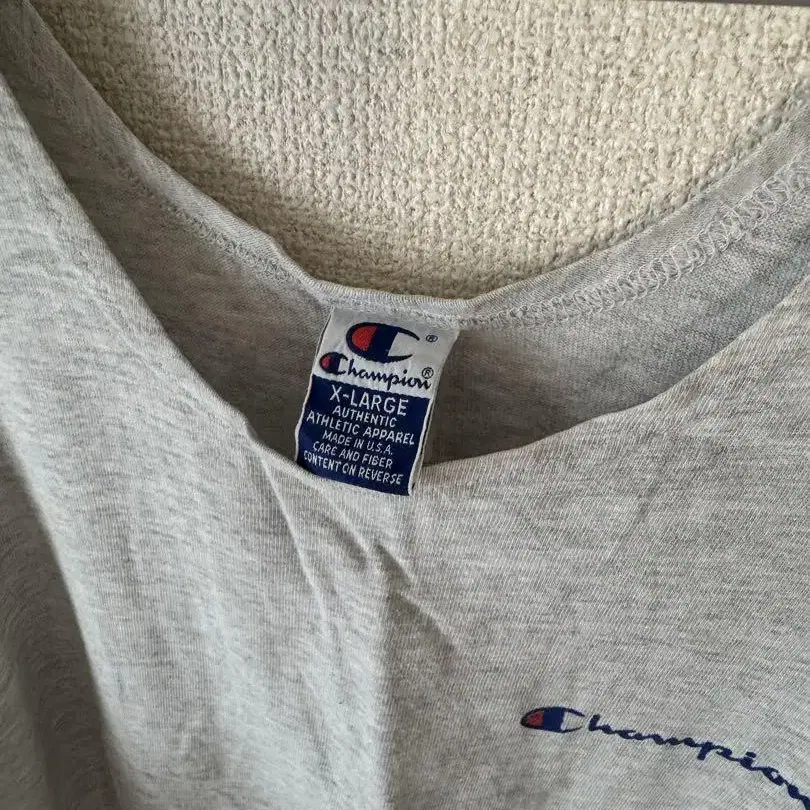 ®
Champion®
X-LARGE
AUTHENTIC
ATHLETIC APPAREL
MADE IN U.S.A.
CARE AND FIBER
CONTENT ON REVERSE
Champion